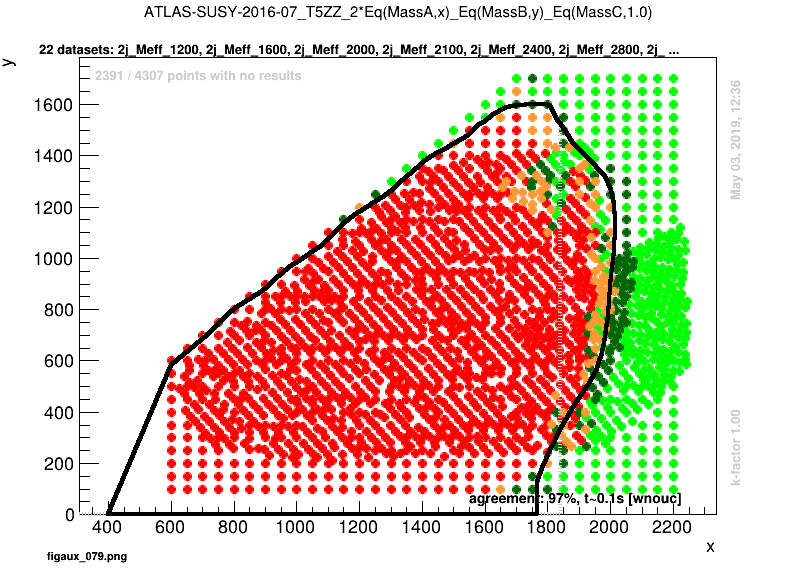 ATLAS-SUSY-2016-07_T5ZZ_2*Eq(MassA,x)_Eq(MassB,y)_Eq(MassC,1.0)
22 datasets: 2j_Meff_1200, 2j_Meff_1600, 2j_Meff_2000, 2j_Meff_2100, 2j_Meff_2400, 2j_Meff_2800, 2j_ ...
y
2391 / 4307 points with no results
1600
1400
1200
1000
800
600
400
200
0
May 03, 2019, 12:36
k-factor 1.00
agreement: 97%, t~0.1s [wnouc]
400 600 800 1000 1200 1400 1600 1800 2000 2200
x
figaux_079.png